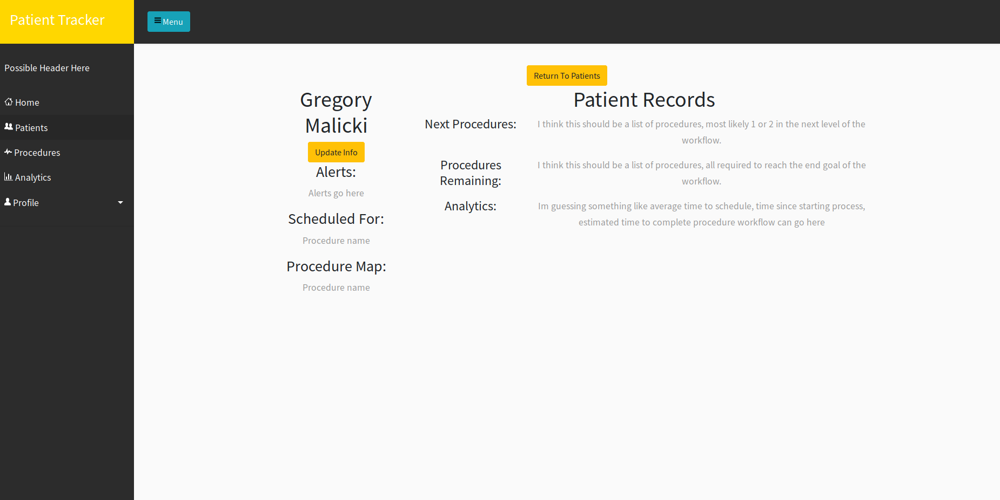 Patient Tracker
Menu
Possible Header Here
Home
Patients
Procedures
Analytics
Profile
Return To Patients
Gregory
Malicki
Update Info
Alerts:
Alerts go here
Scheduled For:
Procedure name
Procedure Map:
Procedure name
Patient Records
Next Procedures:
I think this should be a list of procedures, most likely 1 or 2 in the next level of the
workflow.
Procedures
Remaining:
I think this should be a list of procedures, all required to reach the end goal of the
workflow.
Analytics:
Im guessing something like average time to schedule, time since starting process,
estimated time to complete procedure workflow can go here